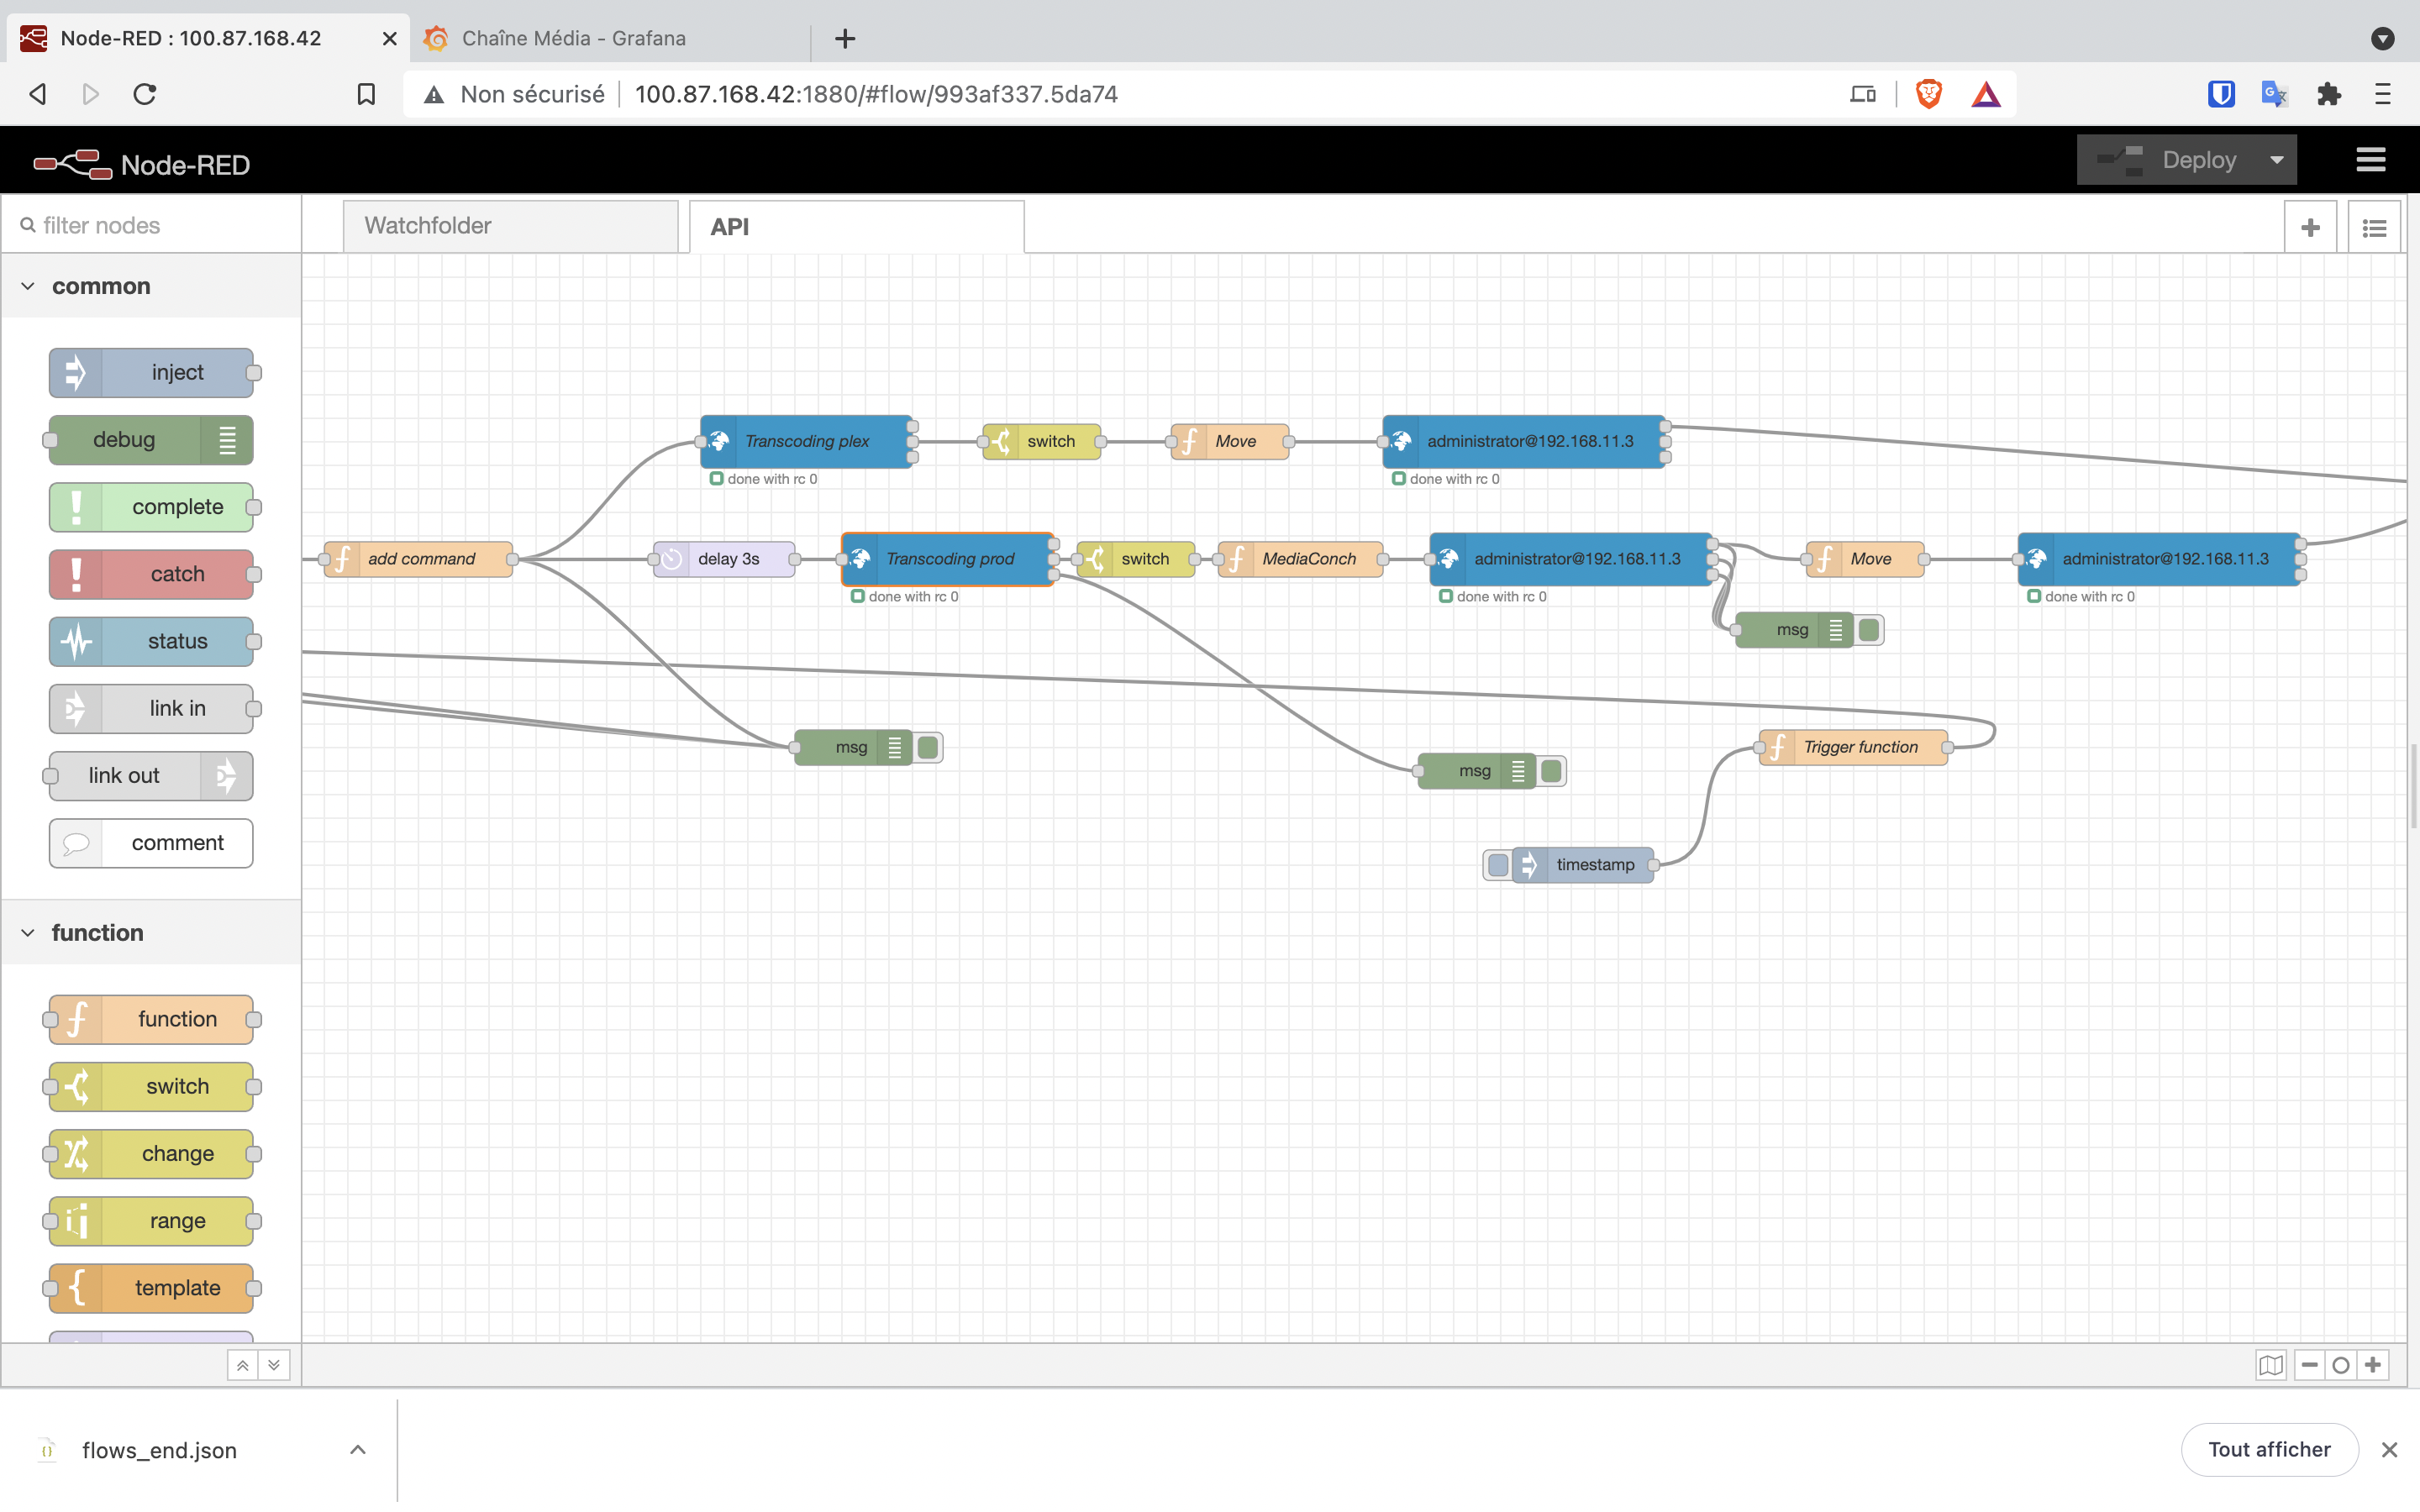 Node-RED : 100.87.168.42
Chaîne Média - Grafana
Non sécurisé
100.87.168.42:1880/#flow/993af337.5da74
Node-RED
Deploy
filter nodes
Watchfolder
API
common
inject
debug
complete
catch
status
link in
link out
comment
function
function
switch
change
range
template
Transcoding plex
done with rc 0
switch
Move
administrator@192.168.11.3
done with rc 0
add command
delay 3s
Transcoding prod
done with rc 0
switch
MediaConch
administrator@192.168.11.3
done with rc 0
Move
administrator@192.168.11.3
done with rc 0
msg
msg
msg
Trigger function
timestamp
flows_end.json
Tout afficher